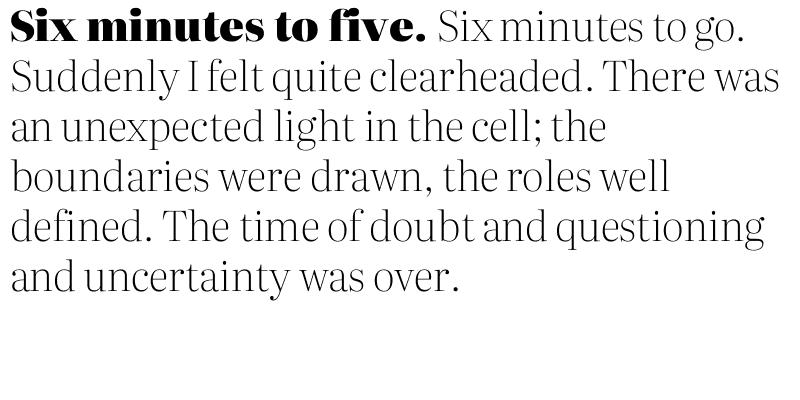 Six minutes to five. Six minutes to go.
Suddenly I felt quite clearheaded. There was
an unexpected light in the cell; the
boundaries were drawn, the roles well
defined. The time of doubt and questioning
and uncertainty was over.